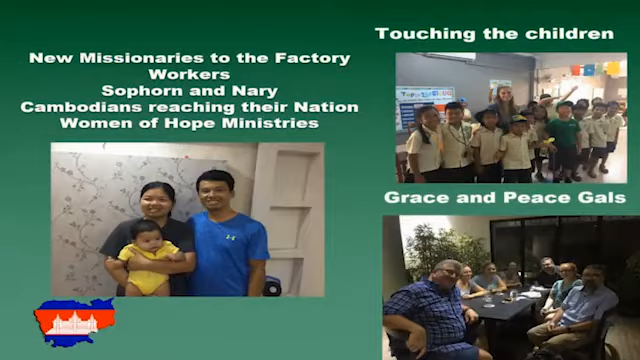 New Missionaries to the Factory
Workers
Sophorn and Nary
Cambodians reaching their Nation
Women of Hope Ministries
Touching the children
Grace and Peace Gals